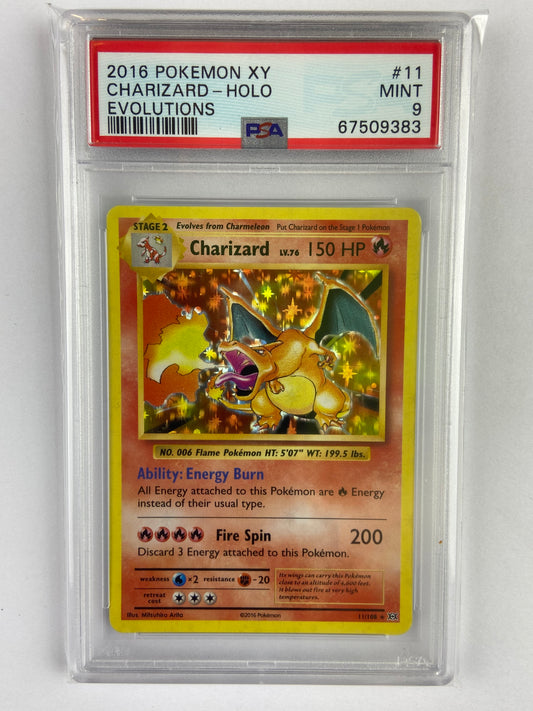 2016 POKEMON XY #11
CHARIZARD - HOLO MINT
EVOLUTIONS 9
PSA 67509383
STAGE 2 Evolves from Charmeleon Put Charizard on the Stage 1 Pokémon
Charizard LV.76 150 HP
NO. 006 Flame Pokémon HT: 5'07" WT: 199.5 lbs.
Ability: Energy Burn
All Energy attached to this Pokémon are Energy
instead of their usual type.
Fire Spin 200
Discard 3 Energy attached to this Pokémon.
weakness ×2 resistance -20
retreat
cost
Its wings can carry this Pokémon
close to an altitude of 4,600 feet.
It blows out fire at very high
temperatures.
Illus. Mitsuhiro Arita ©2016 Pokémon 11/108